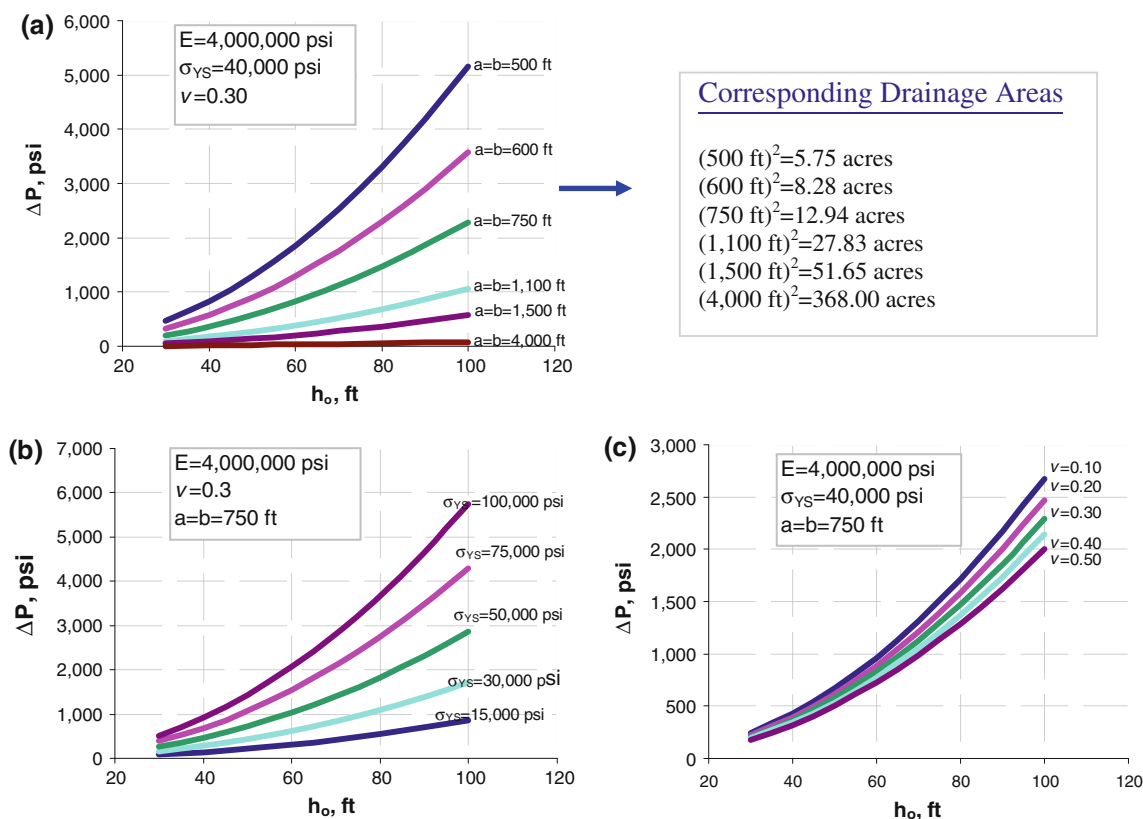 (a)
6,000
5,000
4,000
3,000
2,000
1,000
0
ΔP, psi
E=4,000,000 psi
σYS=40,000 psi
ν=0.30
a=b=500 ft
a=b=600 ft
a=b=750 ft
a=b=1,100 ft
a=b=1,500 ft
a=b=4,000 ft
20 40 60 80 100 120
ho, ft
Corresponding Drainage Areas
(500 ft)²=5.75 acres
(600 ft)²=8.28 acres
(750 ft)²=12.94 acres
(1,100 ft)²=27.83 acres
(1,500 ft)²=51.65 acres
(4,000 ft)²=368.00 acres
(b)
7,000
6,000
5,000
4,000
3,000
2,000
1,000
0
ΔP, psi
E=4,000,000 psi
ν=0.3
a=b=750 ft
σYS=100,000 psi
σYS=75,000 psi
σYS=50,000 psi
σYS=30,000 psi
σYS=15,000 psi
20 40 60 80 100 120
ho, ft
(c)
3,000
2,500
2,000
1,500
1,000
500
0
ΔP, psi
E=4,000,000 psi
σYS=40,000 psi
a=b=750 ft
ν=0.10
ν=0.20
ν=0.30
ν=0.40
ν=0.50
20 40 60 80 100 120
ho, ft